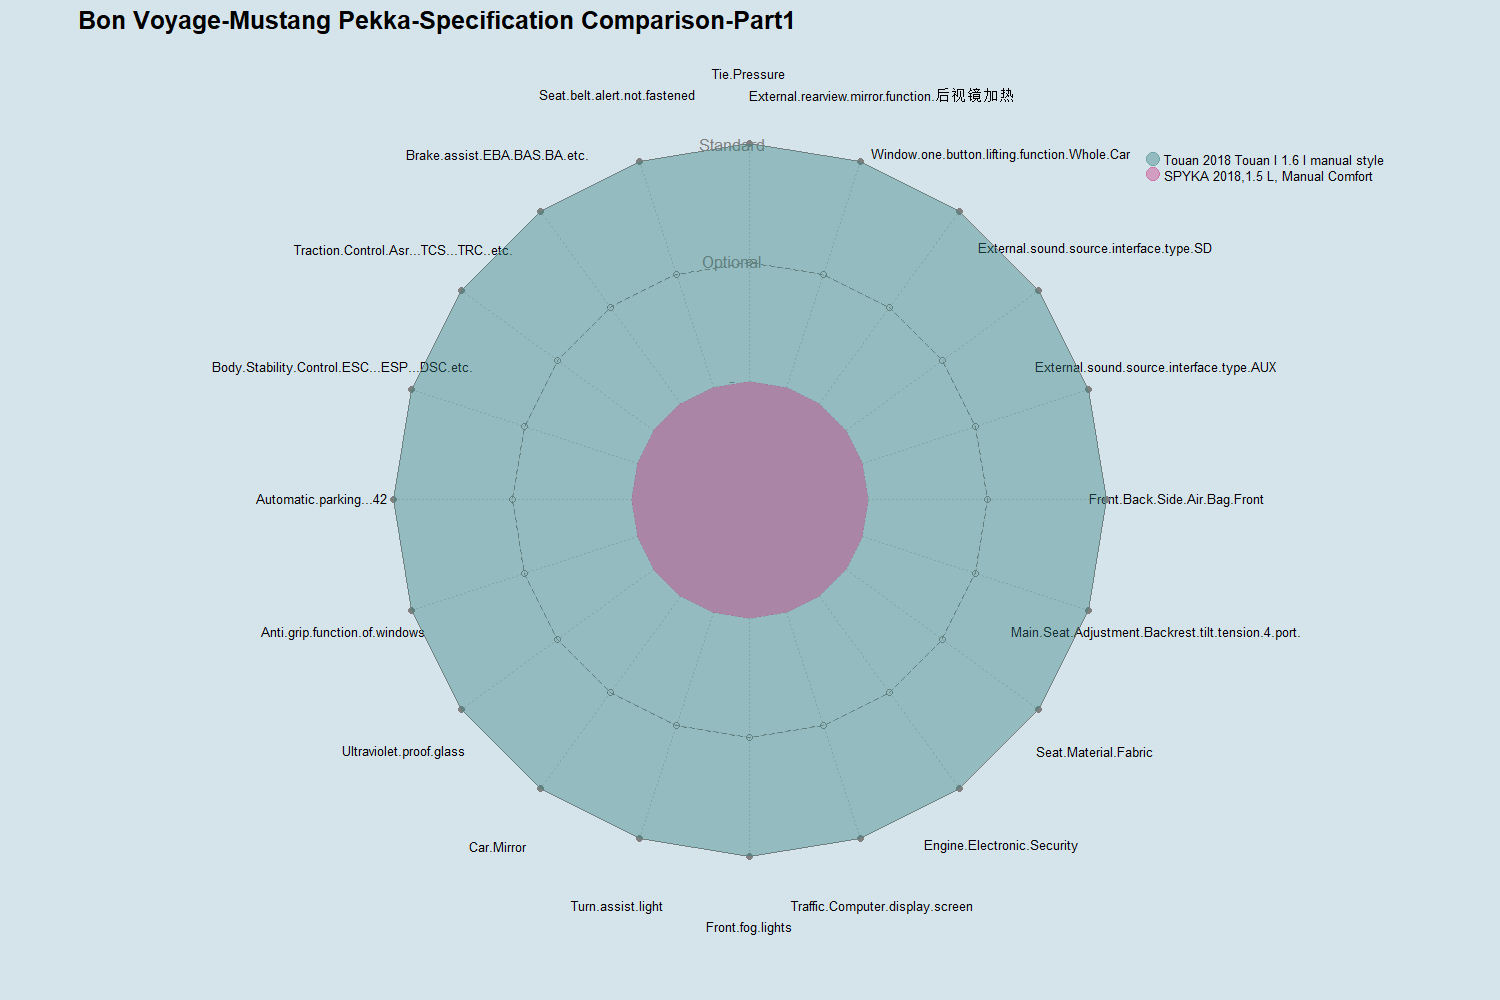 Bon Voyage-Mustang Pekka-Specification Comparison-Part1
Tie.Pressure
Seat.belt.alert.not.fastened
External.rearview.mirror.function.后视镜加热
Standard
Brake.assist.EBA.BAS.BA.etc.
Window.one.button.lifting.function.Whole.Car
Touan 2018 Touan l 1.6 l manual style
SPYKA 2018,1.5 L, Manual Comfort
Traction.Control.Asr...TCS...TRC..etc.
External.sound.source.interface.type.SD
Optional
Body.Stability.Control.ESC...ESP...DSC.etc.
External.sound.source.interface.type.AUX
-
Automatic.parking...42
Front.Back.Side.Air.Bag.Front
Anti.grip.function.of.windows
Main.Seat.Adjustment.Backrest.tilt.tension.4.port.
Ultraviolet.proof.glass
Seat.Material.Fabric
Car.Mirror
Engine.Electronic.Security
Turn.assist.light
Traffic.Computer.display.screen
Front.fog.lights